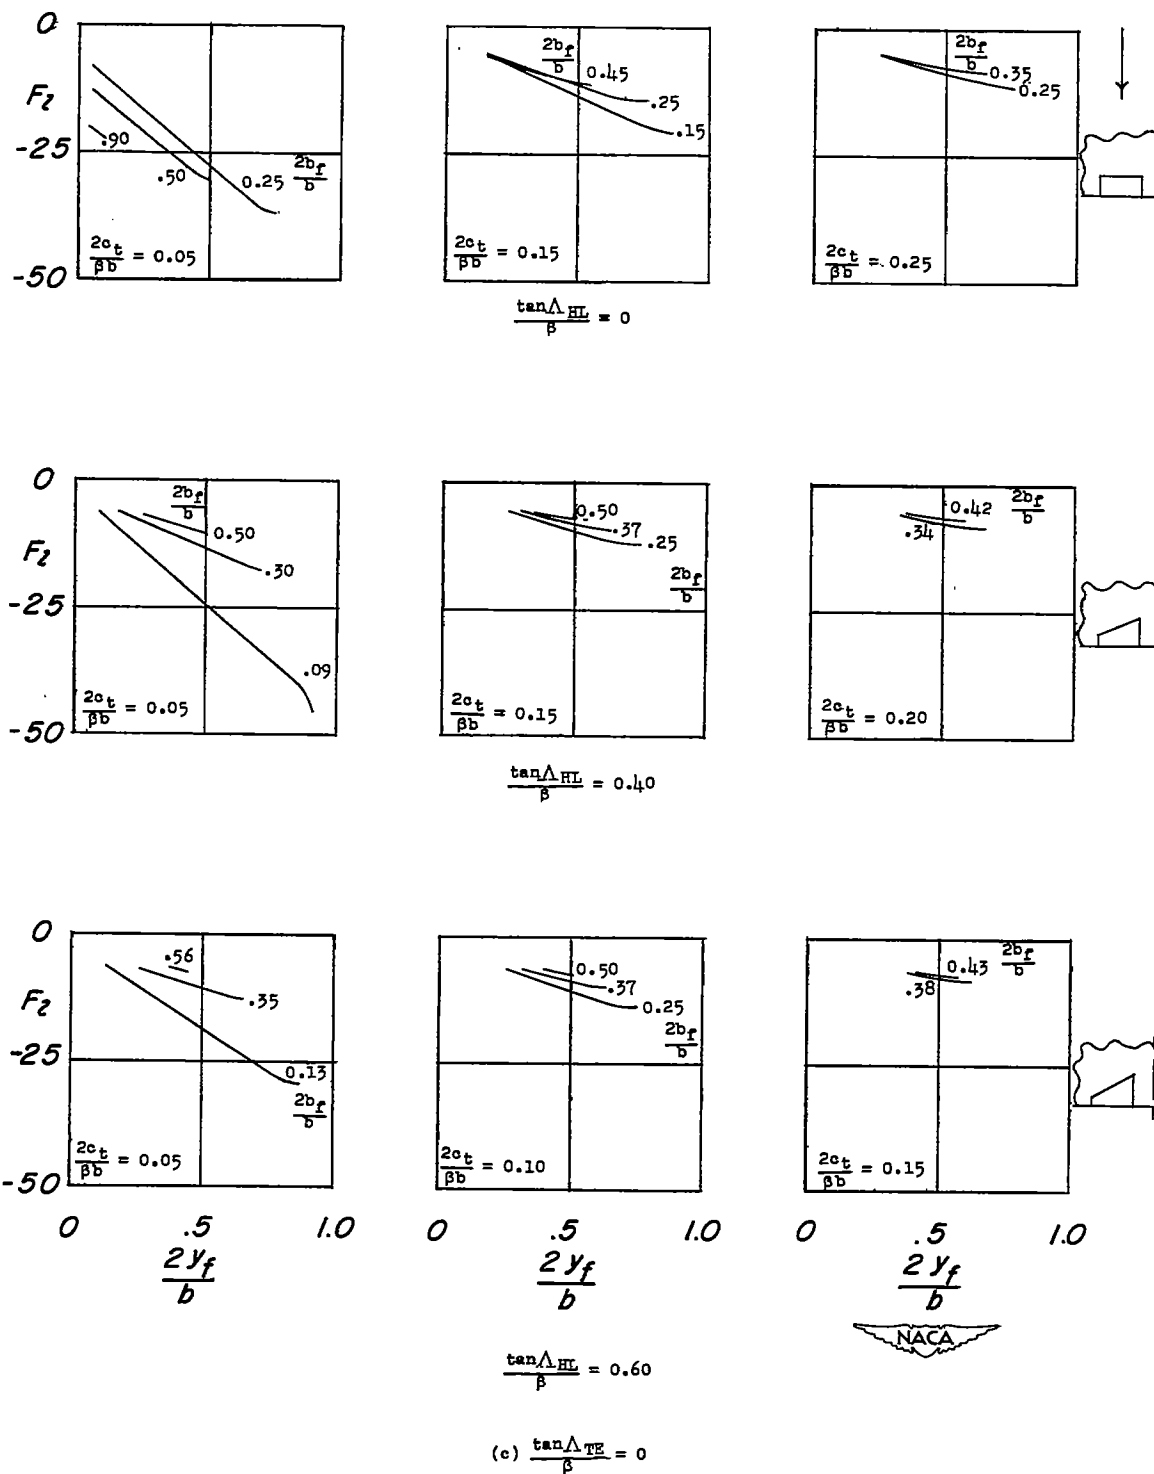 0
F_l
-25
-50
.90
.50
0.25
2b_f/b
2c_t/βb = 0.05
2b_f/b
0.45
.25
.15
2c_t/βb = 0.15
2b_f/b
0.35
0.25
2c_t/βb = 0.25
tanΛ_HL/β = 0
0
F_l
-25
-50
2b_f/b
0.50
.30
.09
2c_t/βb = 0.05
0.50
.37
.25
2b_f/b
2c_t/βb = 0.15
0.42
2b_f/b
.34
2c_t/βb = 0.20
tanΛ_HL/β = 0.40
0
F_l
-25
-50
.56
.35
0.13
2b_f/b
2c_t/βb = 0.05
0.50
.37
0.25
2b_f/b
2c_t/βb = 0.10
0.43
2b_f/b
.38
2c_t/βb = 0.15
0 .5 1.0
0 .5 1.0
0 .5 1.0
2y_f/b
2y_f/b
2y_f/b
NACA
tanΛ_HL/β = 0.60
(c) tanΛ_TE/β = 0